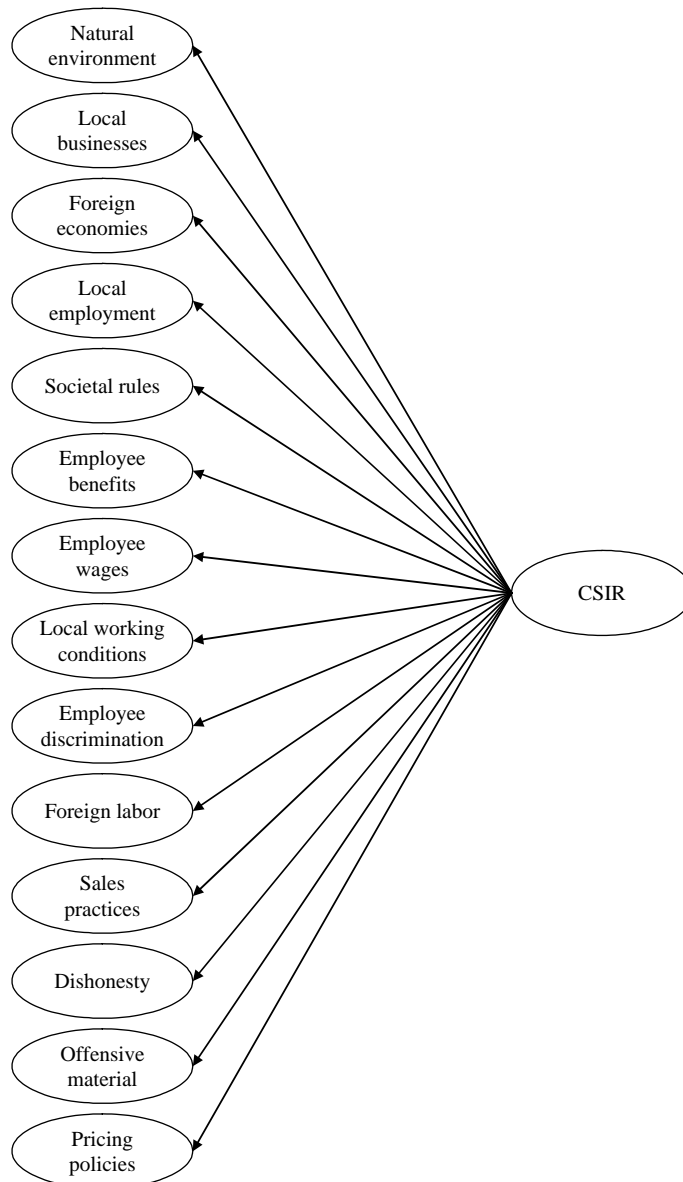 Natural
environment
Local
businesses
Foreign
economies
Local
employment
Societal rules
Employee
benefits
Employee
wages
CSIR
Local working
conditions
Employee
discrimination
Foreign labor
Sales
practices
Dishonesty
Offensive
material
Pricing
policies